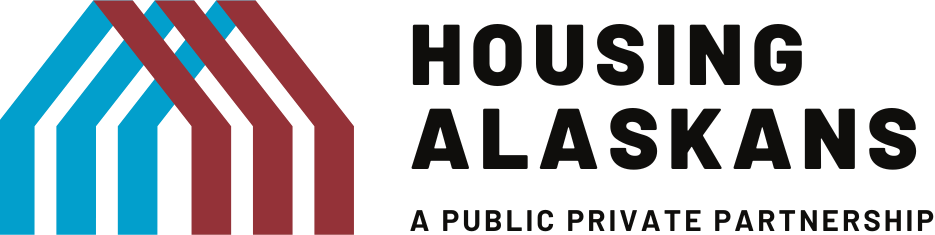 HOUSING
ALASKANS
A PUBLIC PRIVATE PARTNERSHIP